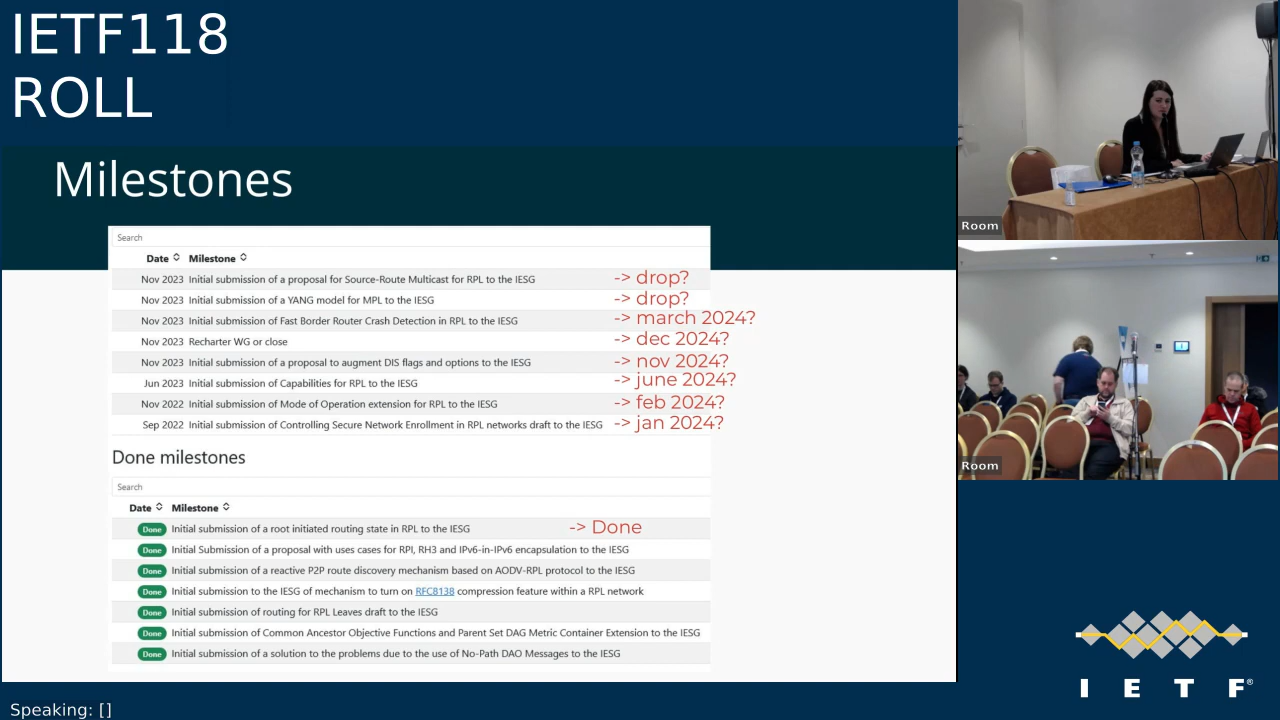 IETF118
ROLL
Milestones
Search
Date Milestone
Nov 2023 Initial submission of a proposal for Source-Route Multicast for RPL to the IESG -> drop?
Nov 2023 Initial submission of a YANG model for MPL to the IESG -> drop?
Nov 2023 Initial submission of Fast Border Router Crash Detection in RPL to the IESG -> march 2024?
Nov 2023 Recharter WG or close -> dec 2024?
Nov 2023 Initial submission of a proposal to augment DIS flags and options to the IESG -> nov 2024?
Jun 2023 Initial submission of Capabilities for RPL to the IESG -> june 2024?
Nov 2022 Initial submission of Mode of Operation extension for RPL to the IESG -> feb 2024?
Sep 2022 Initial submission of Controlling Secure Network Enrollment in RPL networks draft to the IESG -> jan 2024?
Done milestones
Search
Date Milestone
Done Initial submission of a root initiated routing state in RPL to the IESG -> Done
Done Initial Submission of a proposal with uses cases for RPI, RH3 and IPv6-in-IPv6 encapsulation to the IESG
Done Initial submission of a reactive P2P route discovery mechanism based on AODV-RPL protocol to the IESG
Done Initial submission to the IESG of mechanism to turn on RFC8138 compression feature within a RPL network
Done Initial submission of routing for RPL Leaves draft to the IESG
Done Initial submission of Common Ancestor Objective Functions and Parent Set DAG Metric Container Extension to the IESG
Done Initial submission of a solution to the problems due to the use of No-Path DAO Messages to the IESG
Room
Room
I E T F®
Speaking: []